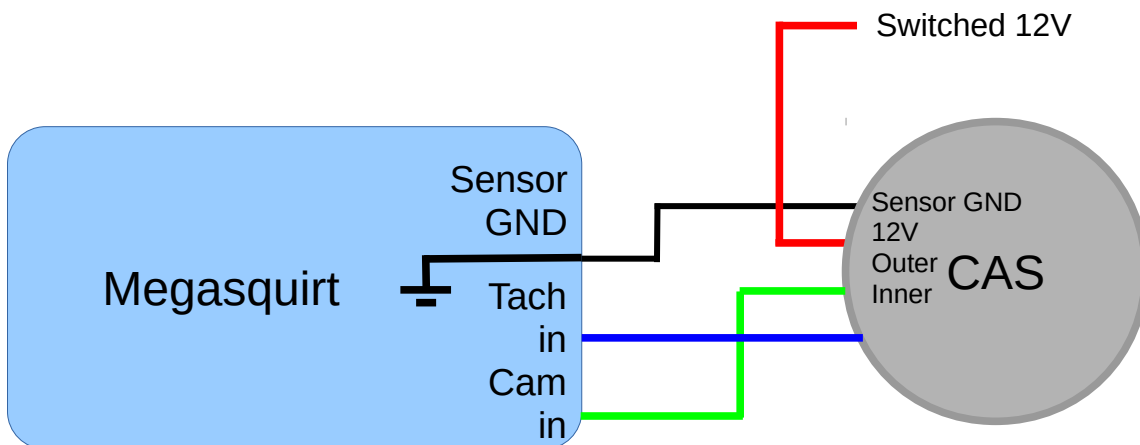 Switched 12V
Sensor
GND
Megasquirt
Tach
in
Cam
in
Sensor GND
12V
Outer
Inner
CAS